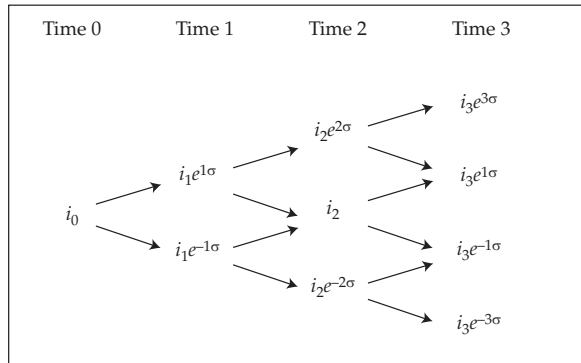 Time 0 Time 1 Time 2 Time 3
i₃e³σ
i₂e²σ
i₁e¹σ i₃e¹σ
i₀ i₂
i₁e⁻¹σ i₃e⁻¹σ
i₂e⁻²σ
i₃e⁻³σ